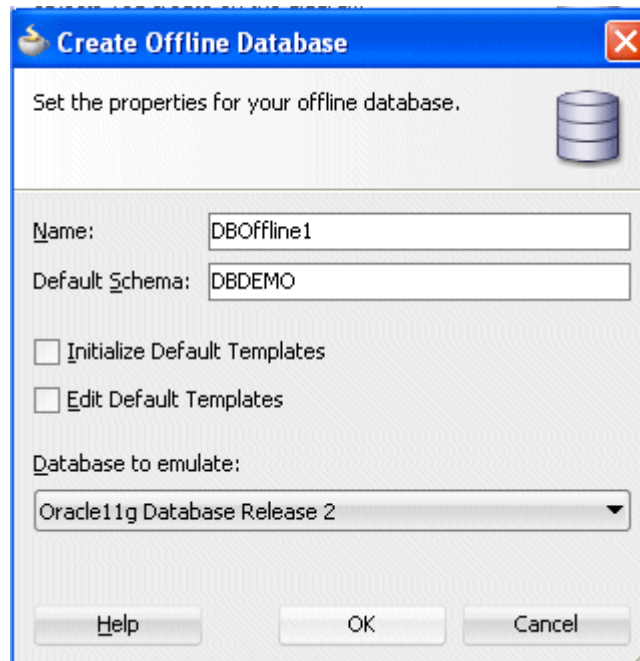 Create Offline Database
Set the properties for your offline database.
Name: DBOffline1
Default Schema: DBDEMO
Initialize Default Templates
Edit Default Templates
Database to emulate:
Oracle11g Database Release 2
Help OK Cancel